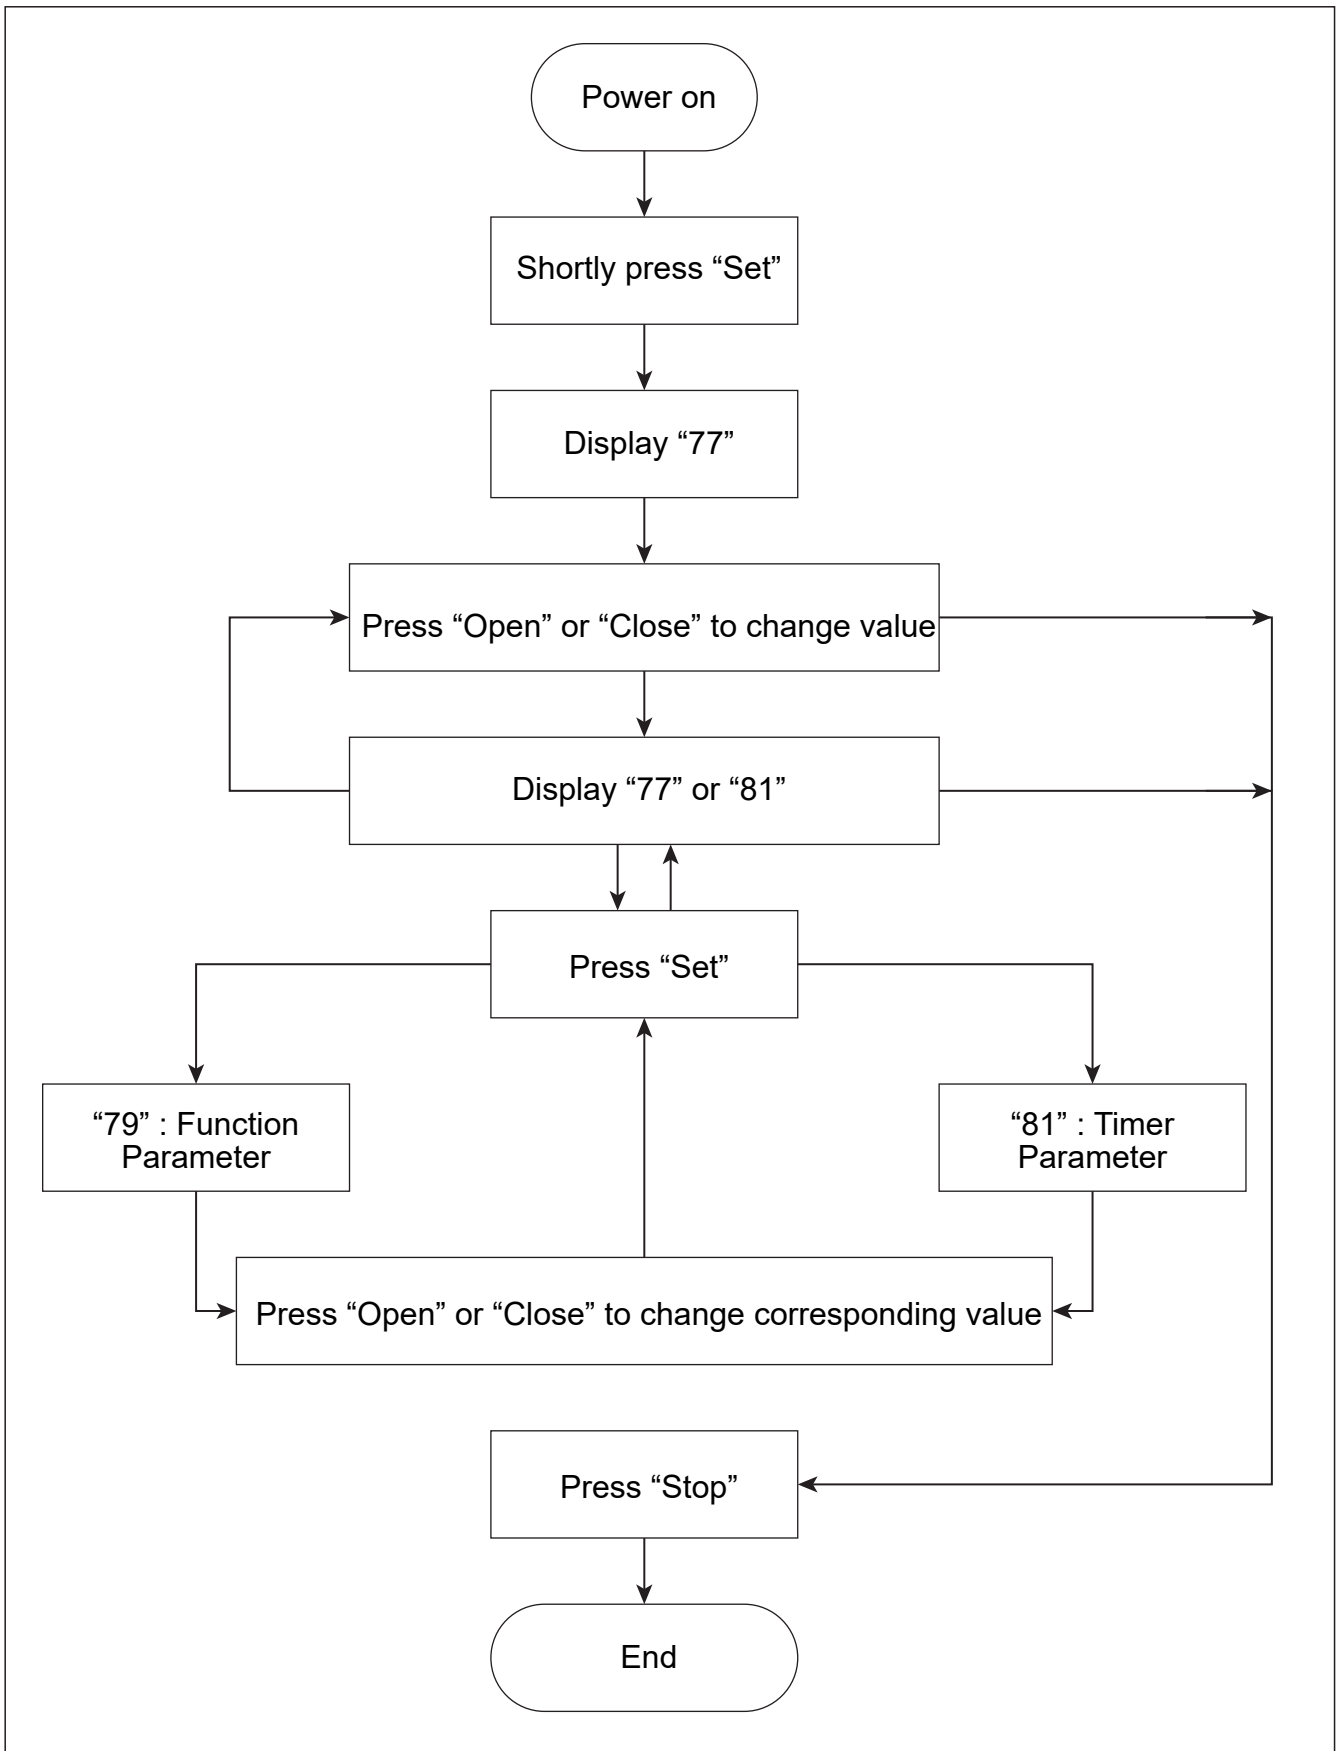 Power on
Shortly press “Set”
Display “77”
Press “Open” or “Close” to change value
Display “77” or “81”
Press “Set”
“79” : Function
Parameter
“81” : Timer
Parameter
Press “Open” or “Close” to change corresponding value
Press “Stop”
End